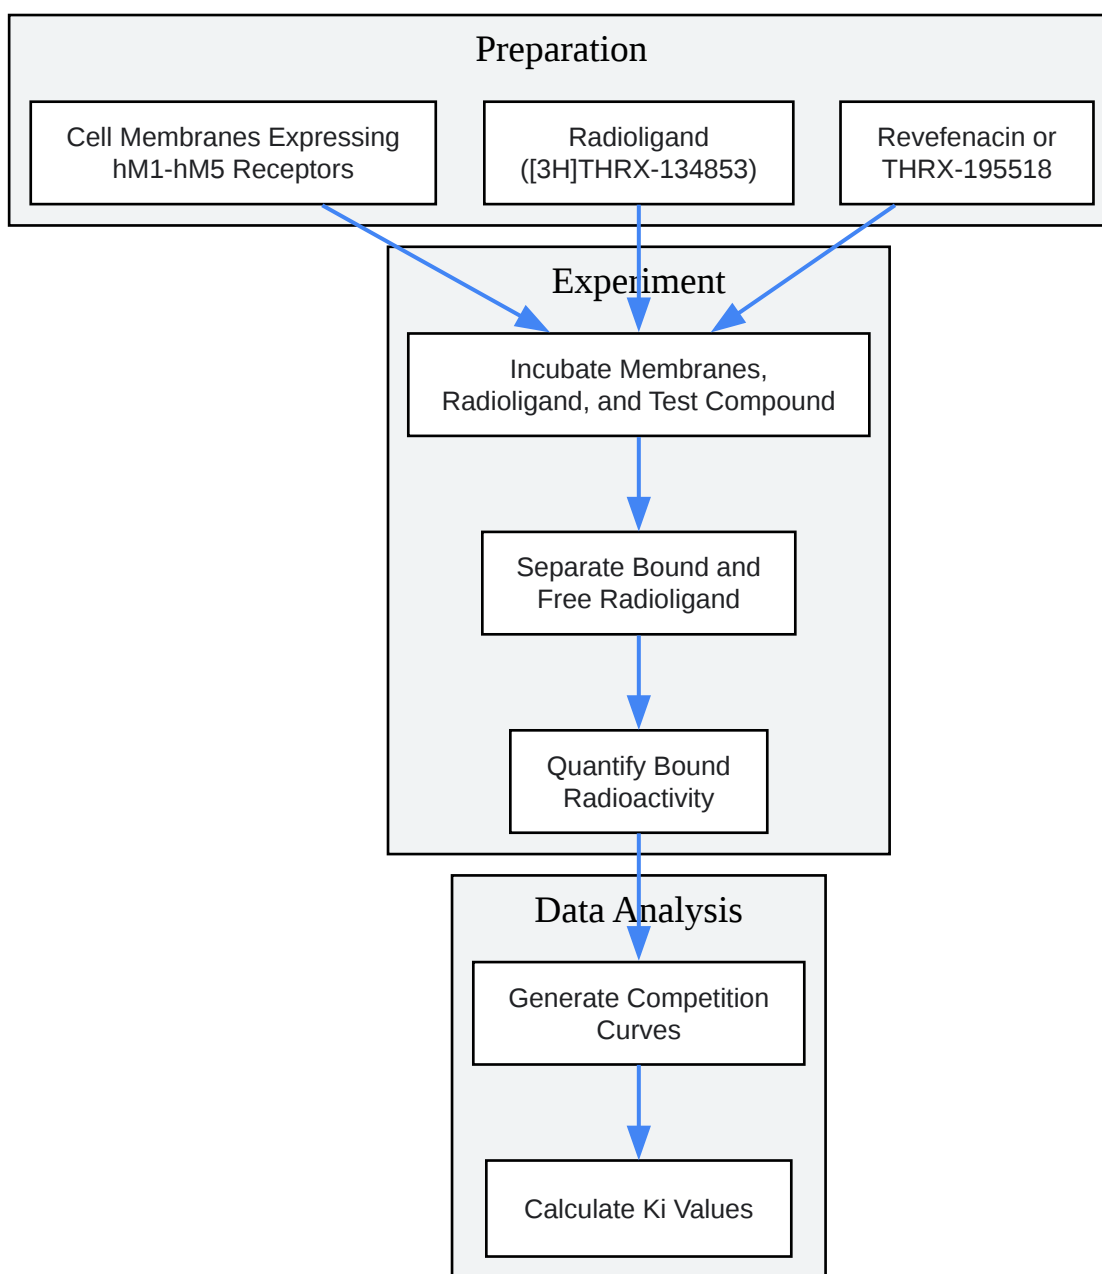 Preparation
Cell Membranes Expressing
hM1-hM5 Receptors
Radioligand
([3H]THRX-134853)
Revefenacin or
THRX-195518
Experiment
Incubate Membranes,
Radioligand, and Test Compound
Separate Bound and
Free Radioligand
Quantify Bound
Radioactivity
Data Analysis
Generate Competition
Curves
Calculate Ki Values